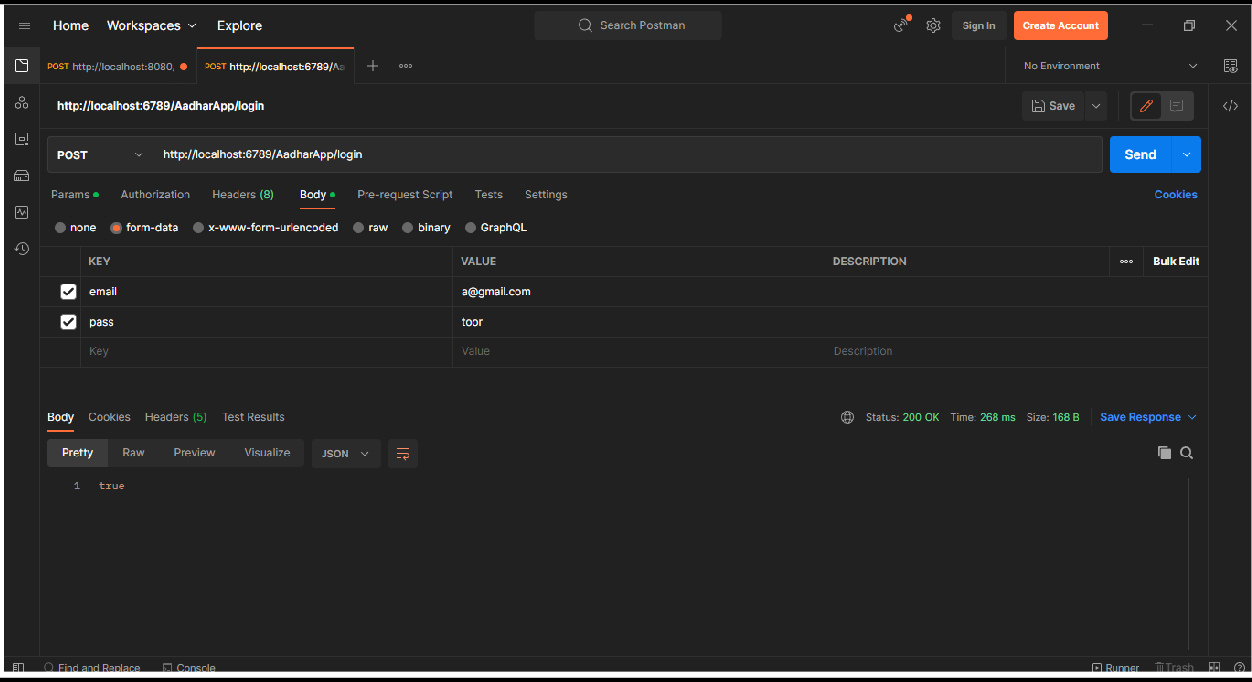 Home Workspaces Explore Search Postman Sign In Create Account
POST http://localhost:8080, POST http://localhost:6789/Aa No Environment
http://localhost:6789/AadharApp/login Save
POST http://localhost:6789/AadharApp/login Send
Params Authorization Headers (8) Body Pre-request Script Tests Settings Cookies
none form-data x-www-form-urlencoded raw binary GraphQL
KEY VALUE DESCRIPTION Bulk Edit
email a@gmail.com
pass toor
Key Value Description
Body Cookies Headers (5) Test Results Status: 200 OK Time: 268 ms Size: 168 B Save Response
Pretty Raw Preview Visualize JSON
1 true
Find and Replace Console Runner Trash